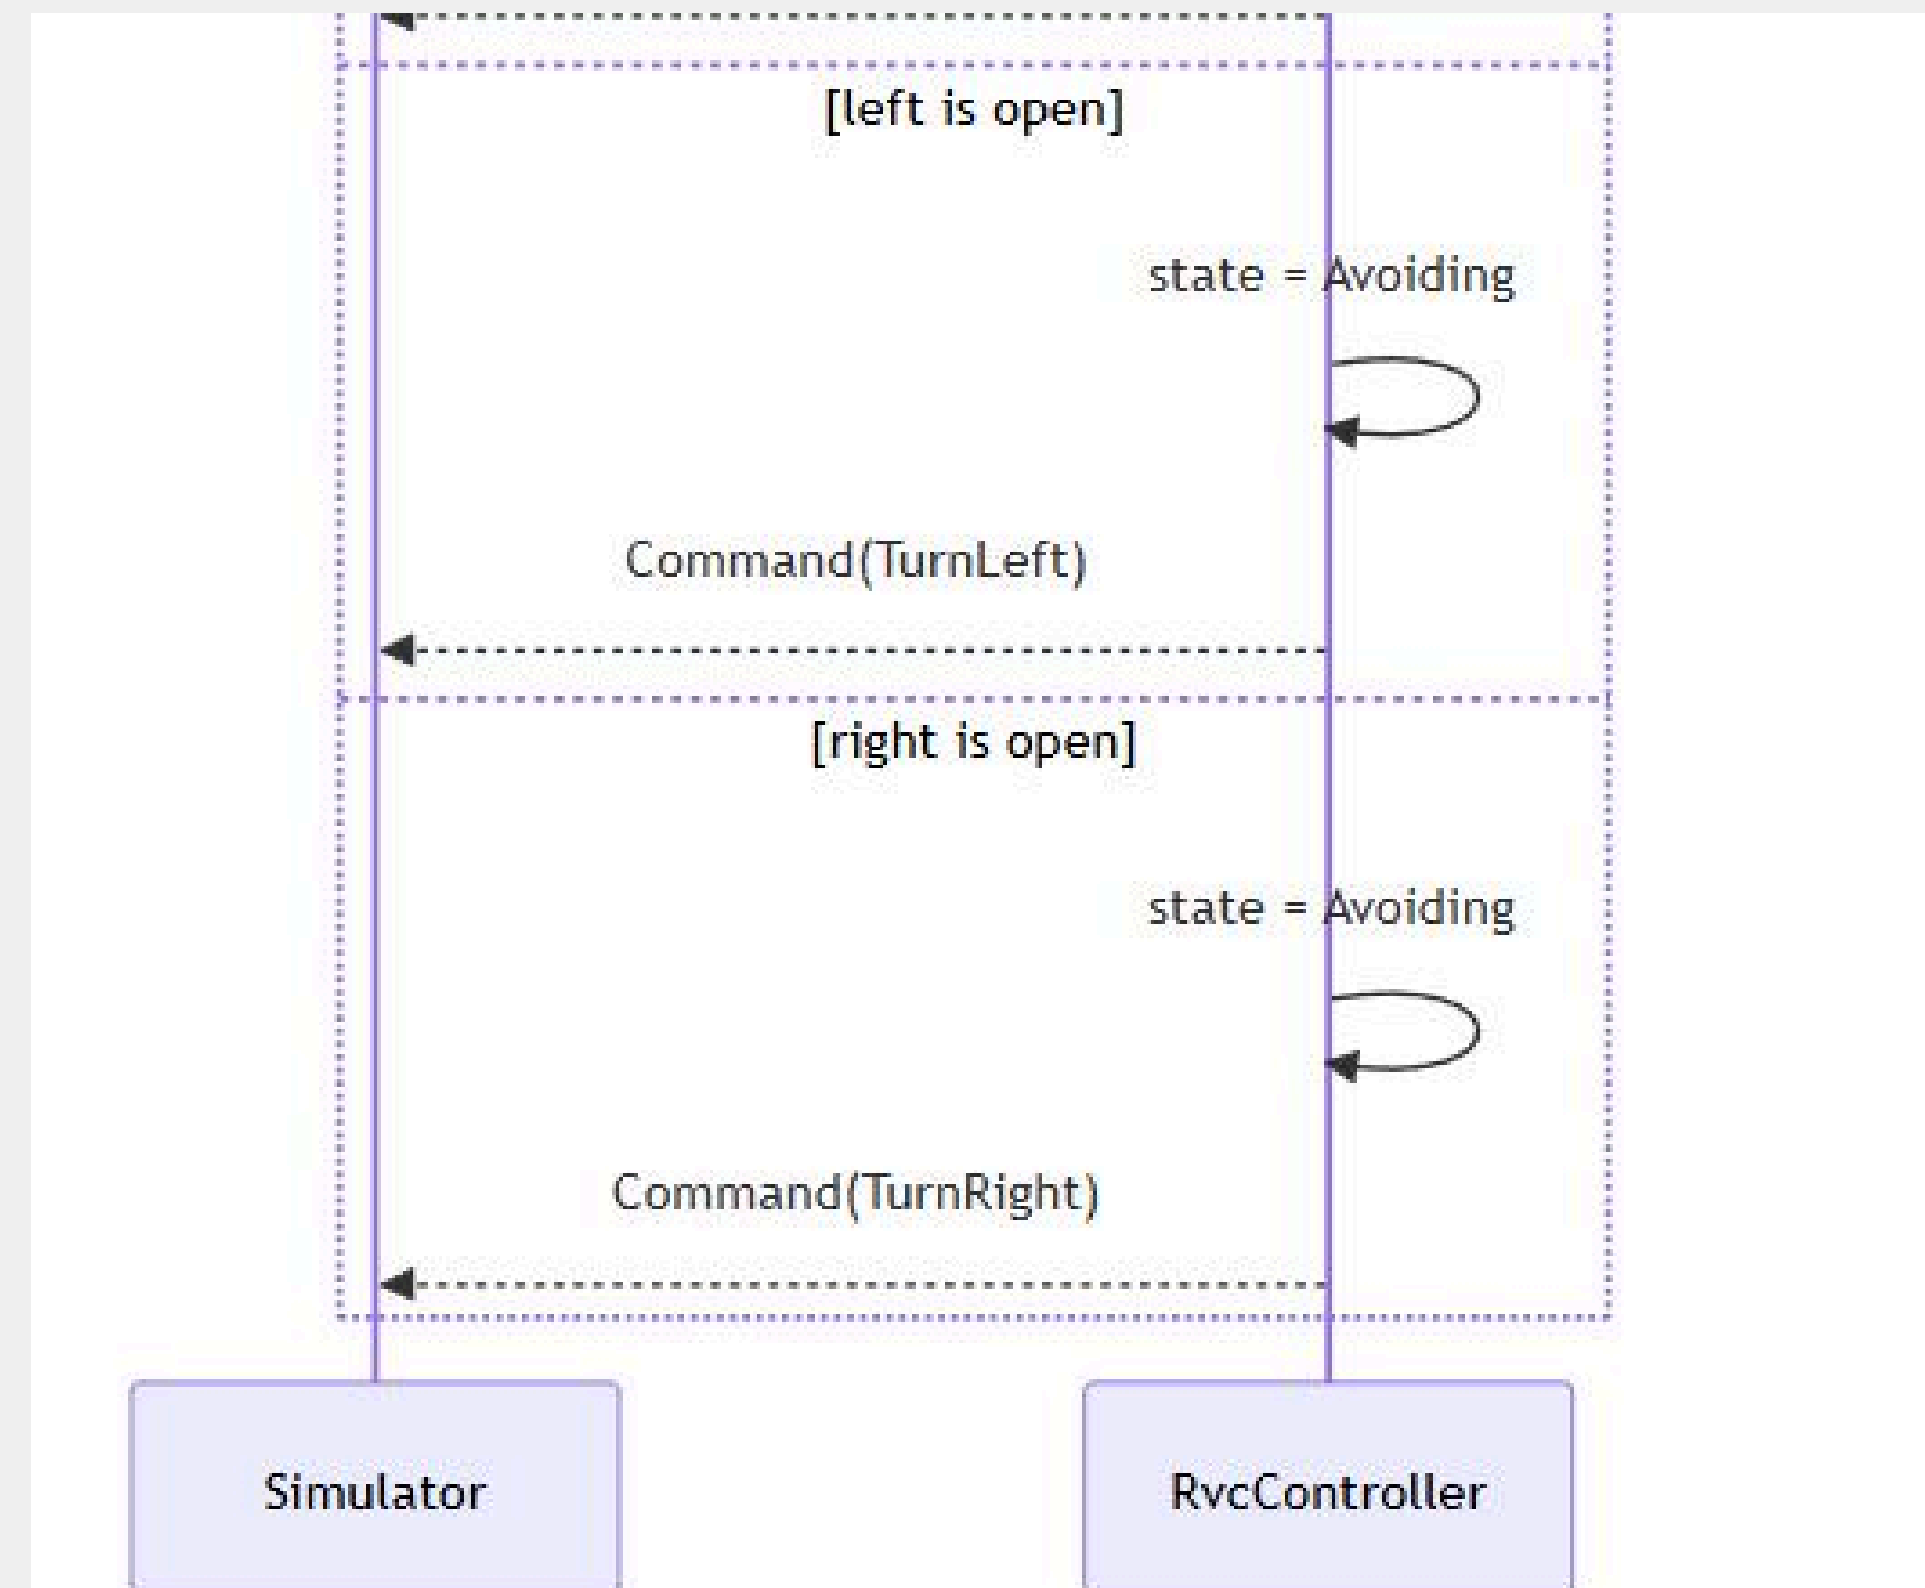 [left is open]
state = Avoiding
Command(TurnLeft)
[right is open]
state = Avoiding
Command(TurnRight)
Simulator
RvcController